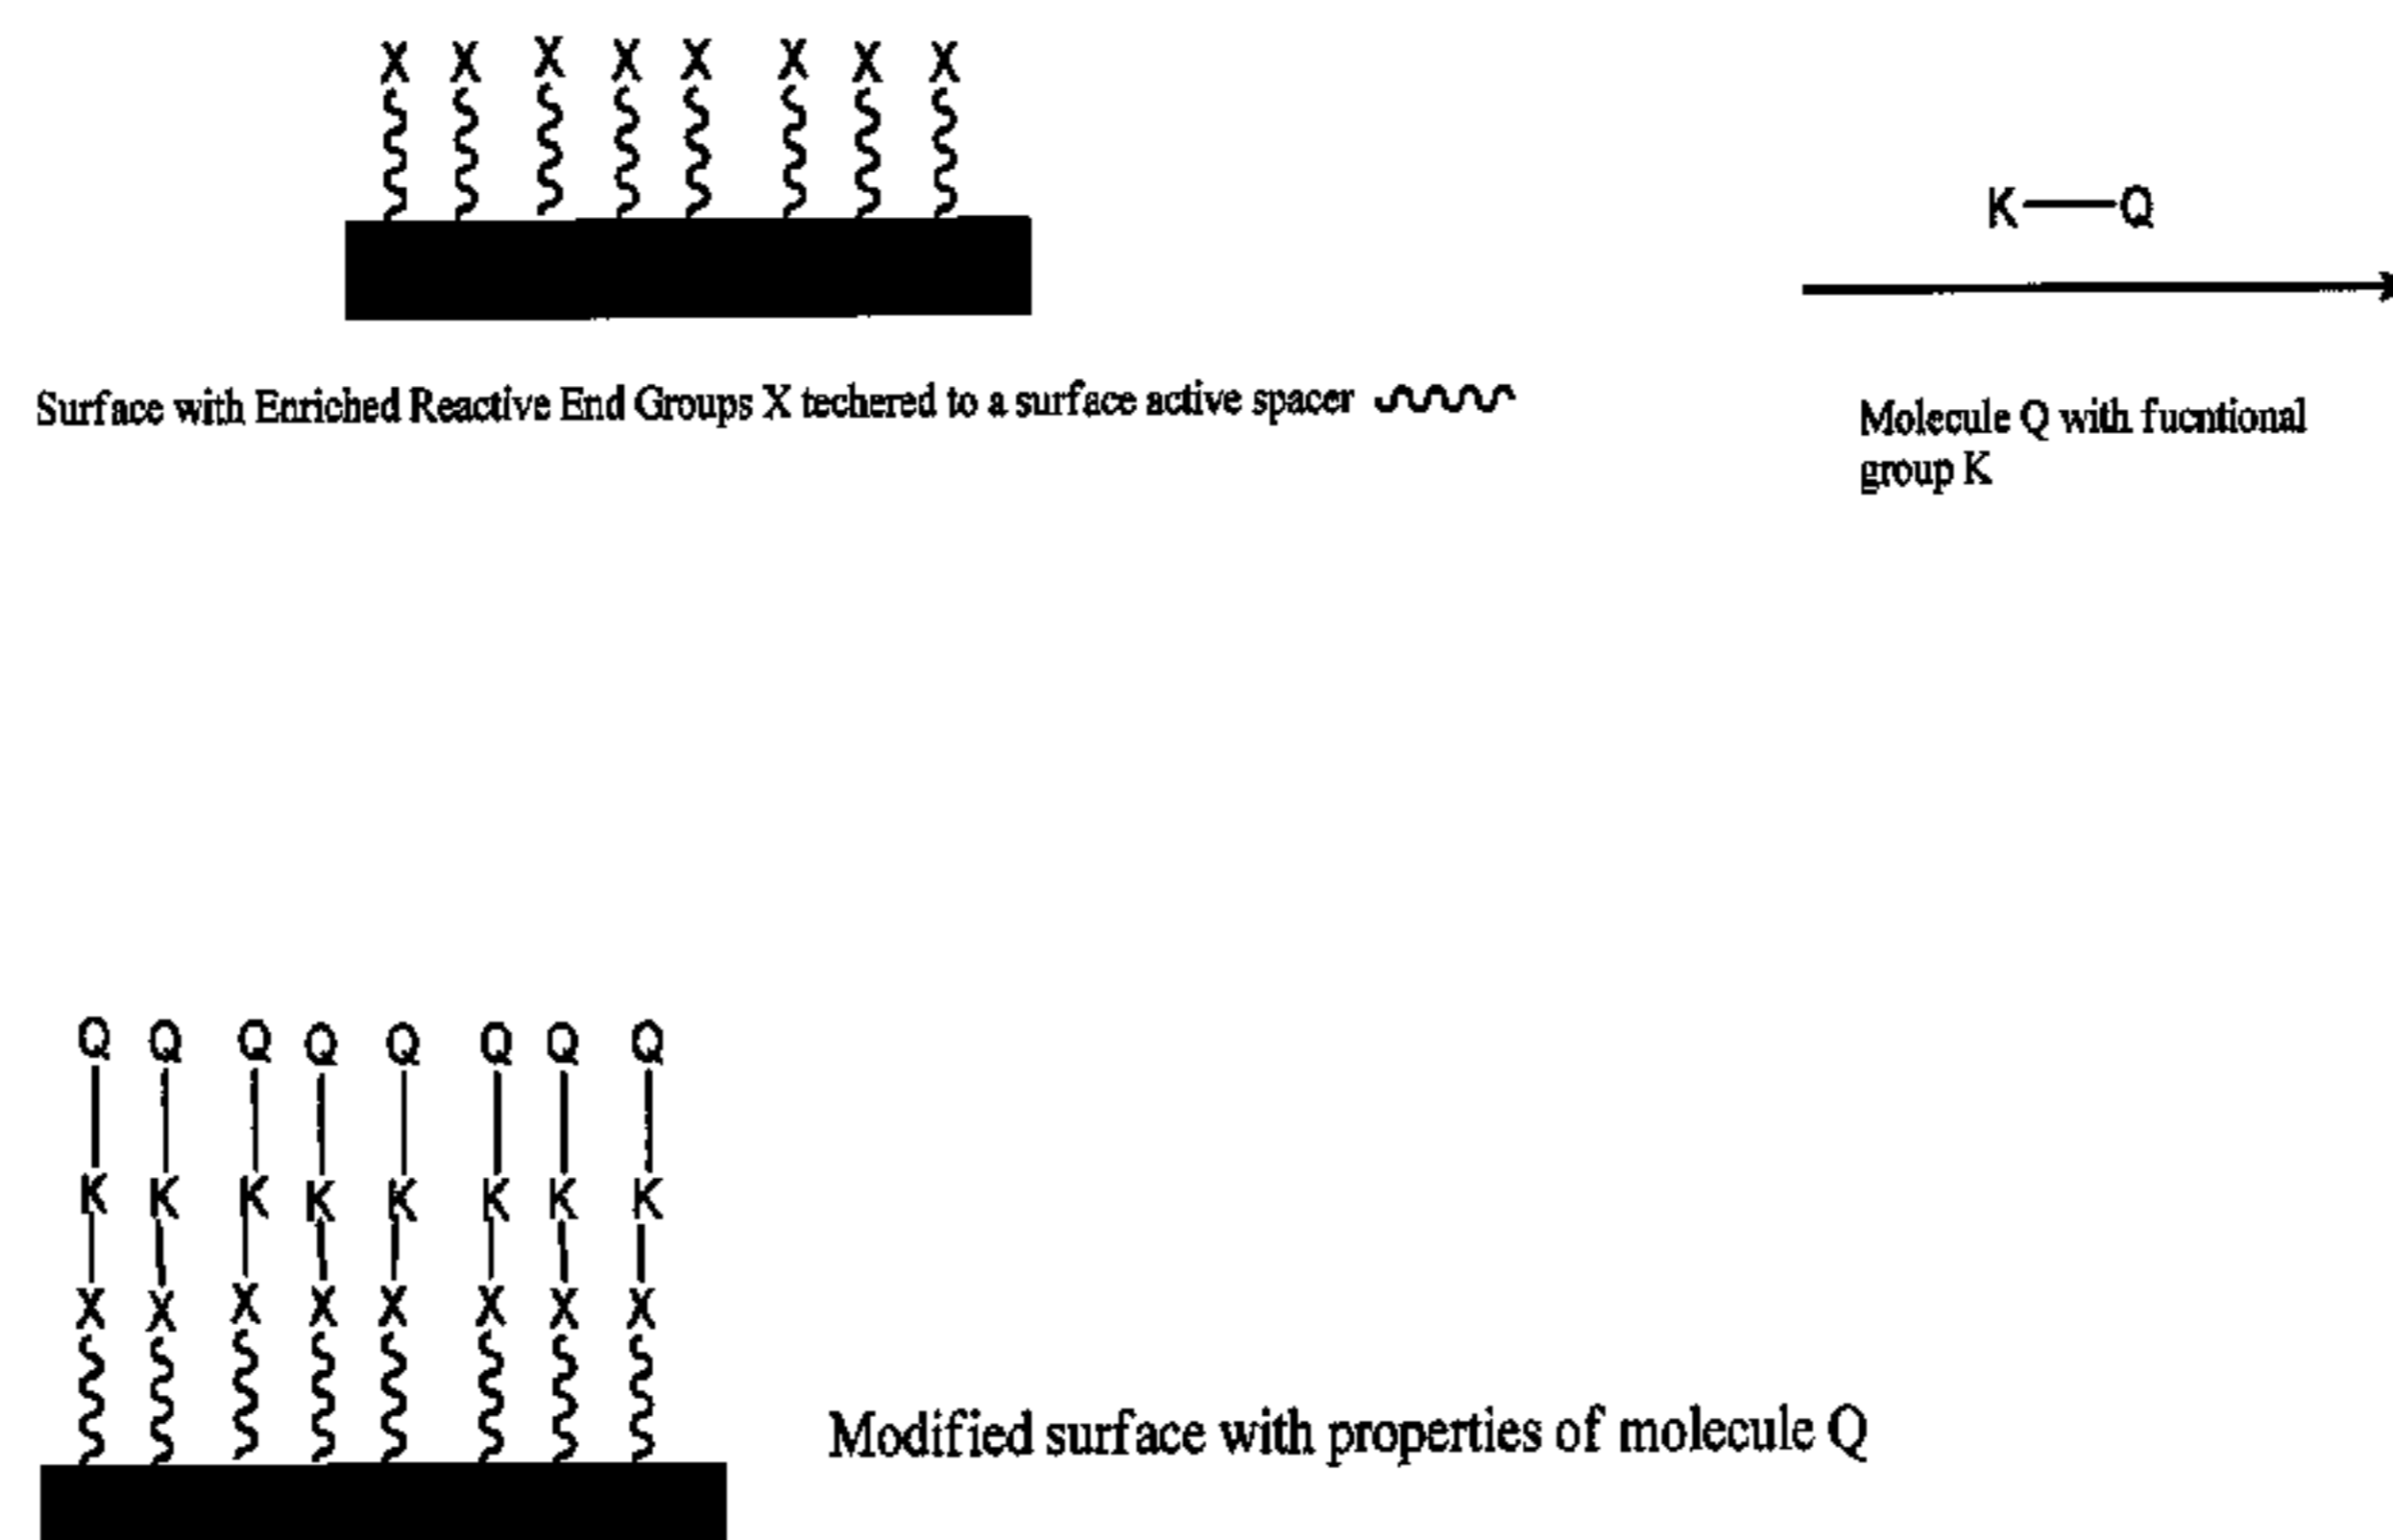 X X X X X X X X
K Q
Surface with Enriched Reactive End Groups X techered to a surface active spacer
Molecule Q with fucntional
group K
Q Q Q Q Q Q Q Q
K K K K K K K K
X X X X X X X X
Modified surface with properties of molecule Q